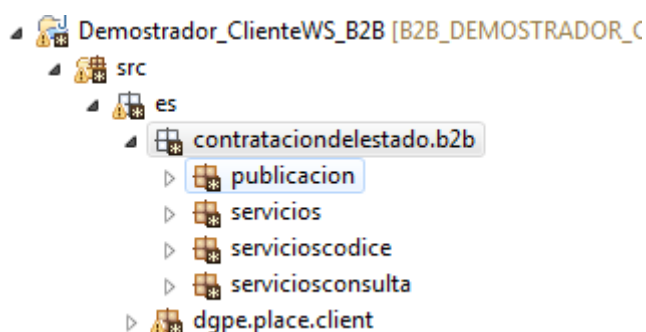 Demostrador_ClienteWS_B2B [B2B_DEMOSTRADOR_C
src
es
contrataciondelestado.b2b
publicacion
servicios
servicioscodice
serviciosconsulta
dgpe.place.client